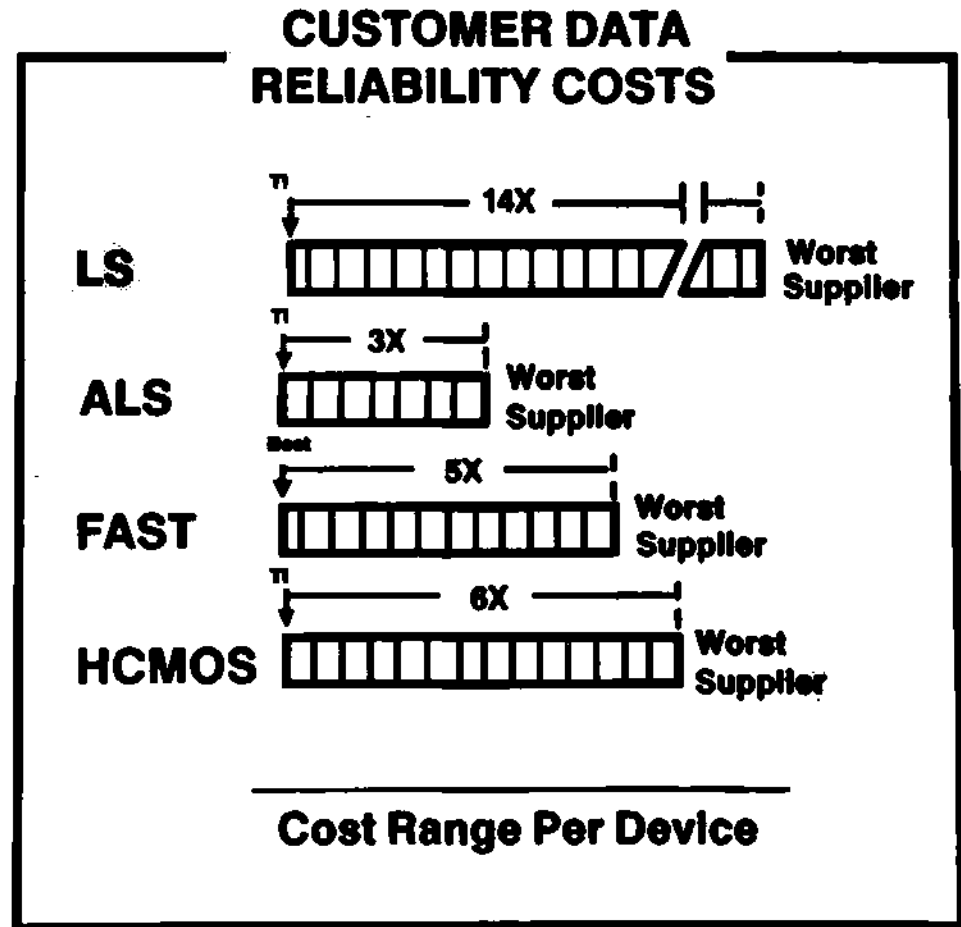 CUSTOMER DATA
RELIABILITY COSTS
TI
14X
LS
Worst
Supplier
TI
3X
ALS
Worst
Supplier
Best
5X
FAST
Worst
Supplier
TI
6X
HCMOS
Worst
Supplier
Cost Range Per Device